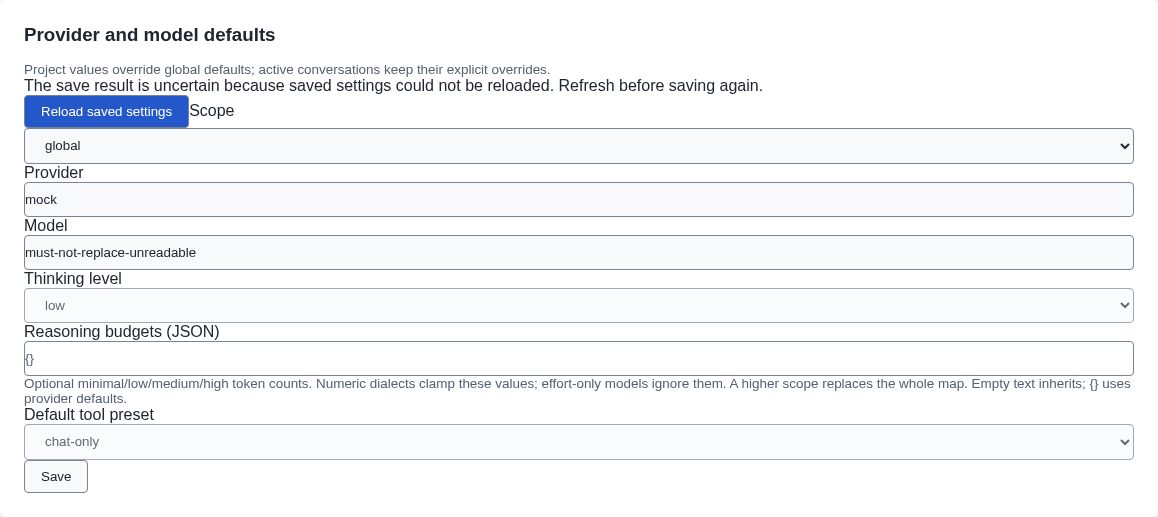 Provider and model defaults
Project values override global defaults; active conversations keep their explicit overrides.
The save result is uncertain because saved settings could not be reloaded. Refresh before saving again.
Reload saved settings Scope
global
Provider
mock
Model
must-not-replace-unreadable
Thinking level
low
Reasoning budgets (JSON)
{}
Optional minimal/low/medium/high token counts. Numeric dialects clamp these values; effort-only models ignore them. A higher scope replaces the whole map. Empty text inherits; {} uses
provider defaults.
Default tool preset
chat-only
Save